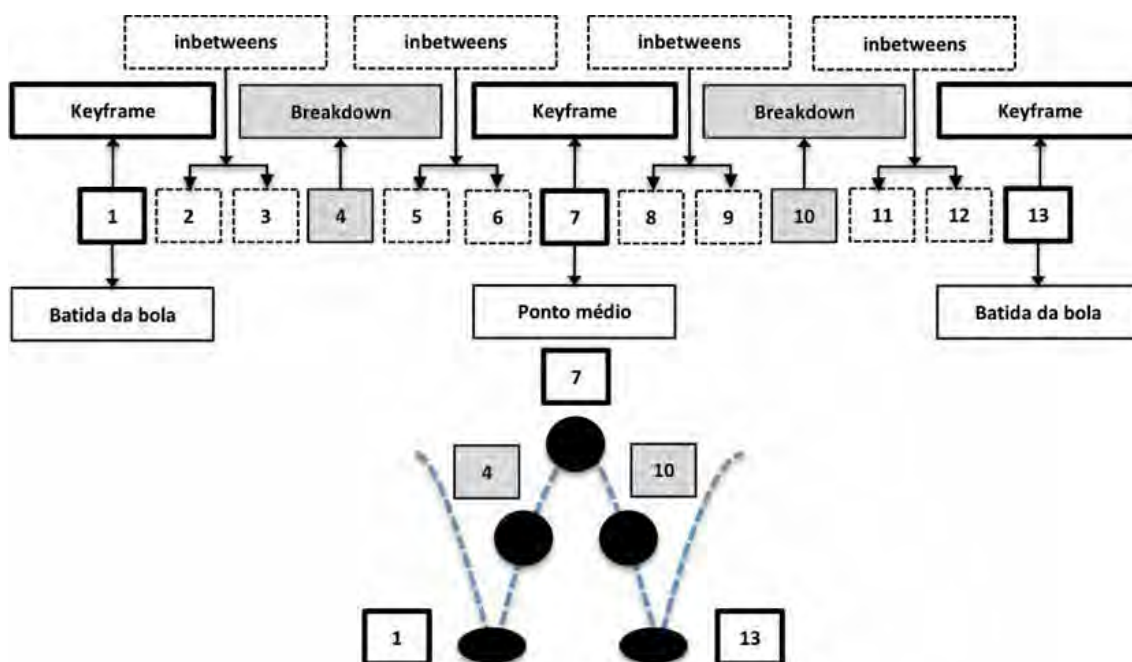 inbetweens inbetweens inbetweens inbetweens
Keyframe Breakdown Keyframe Breakdown Keyframe
1 2 3 4 5 6 7 8 9 10 11 12 13
Batida da bola Ponto médio Batida da bola
7
4 10
1 13